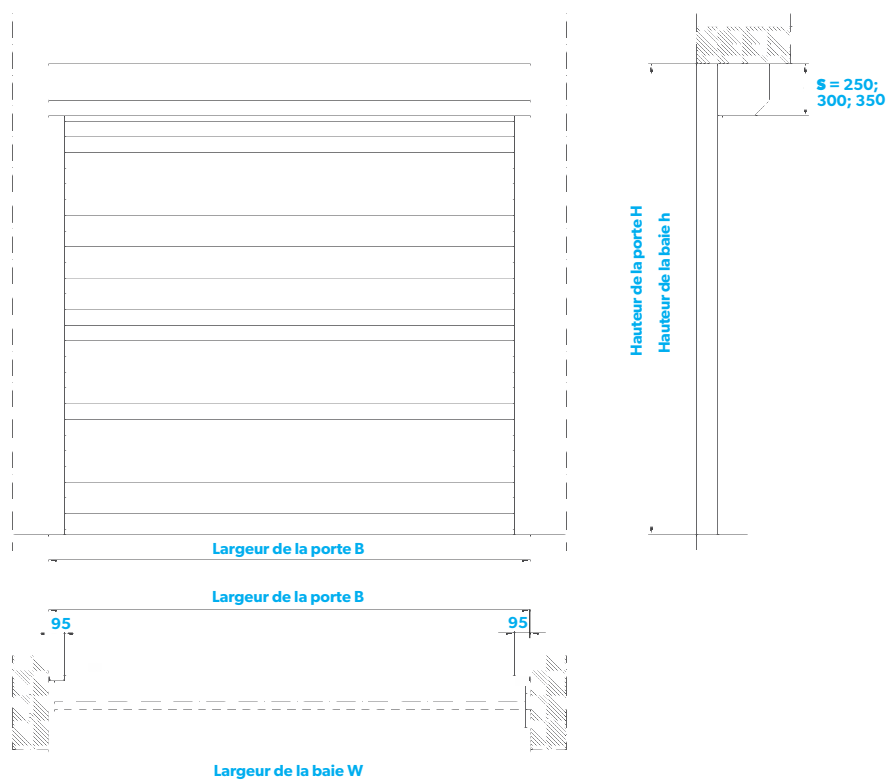 S = 250;
300; 350
Hauteur de la porte H
Hauteur de la baie h
Largeur de la porte B
Largeur de la porte B
95
95
Largeur de la baie W